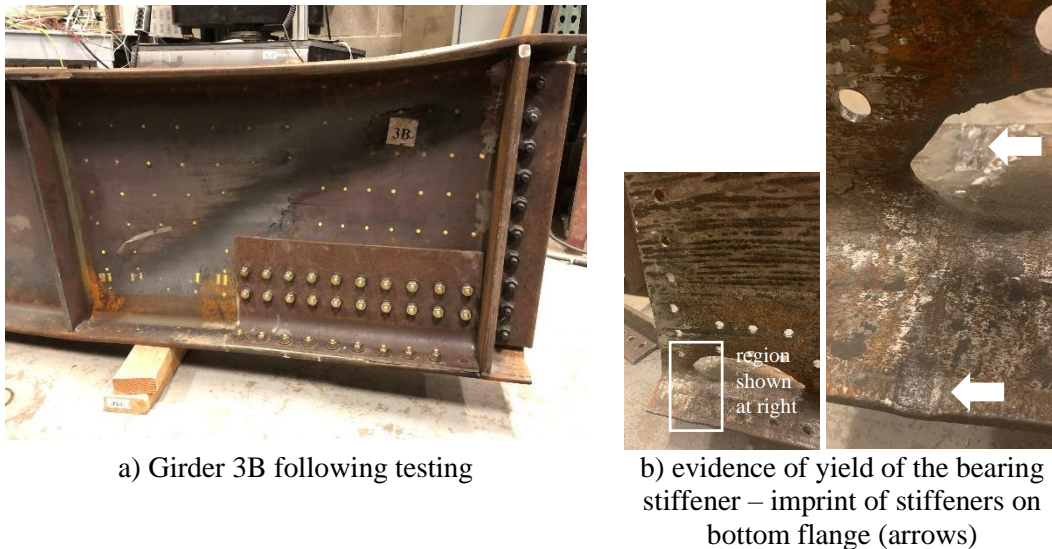 3B
region
shown
at right
a) Girder 3B following testing
b) evidence of yield of the bearing
stiffener – imprint of stiffeners on
bottom flange (arrows)